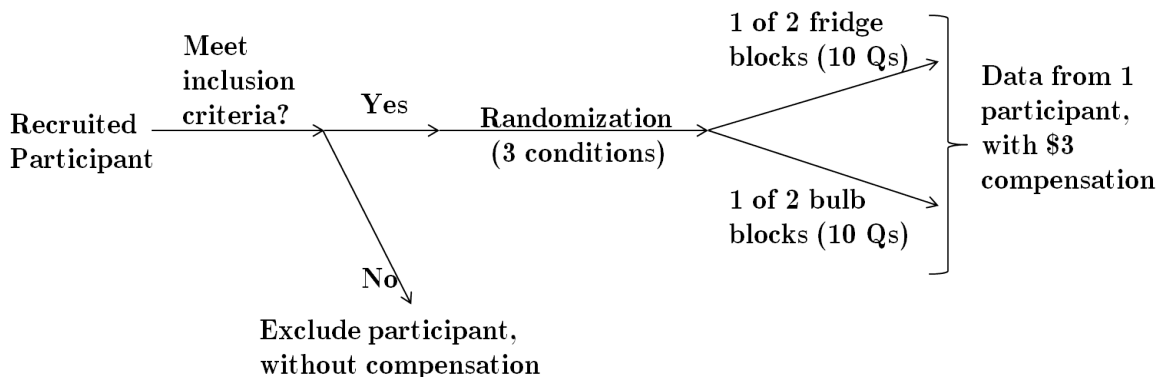 Recruited
Participant
Meet
inclusion
criteria?
Yes
No
Exclude participant,
without compensation
Randomization
(3 conditions)
1 of 2 fridge
blocks (10 Qs)
1 of 2 bulb
blocks (10 Qs)
Data from 1
participant,
with $3
compensation